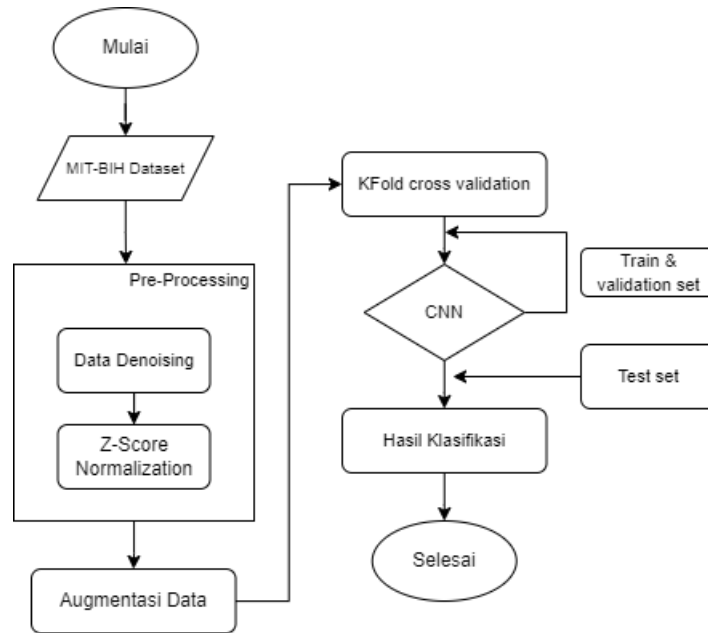 Mulai
MIT-BIH Dataset
Pre-Processing
Data Denoising
Z-Score
Normalization
Augmentasi Data
KFold cross validation
CNN
Train &
validation set
Test set
Hasil Klasifikasi
Selesai